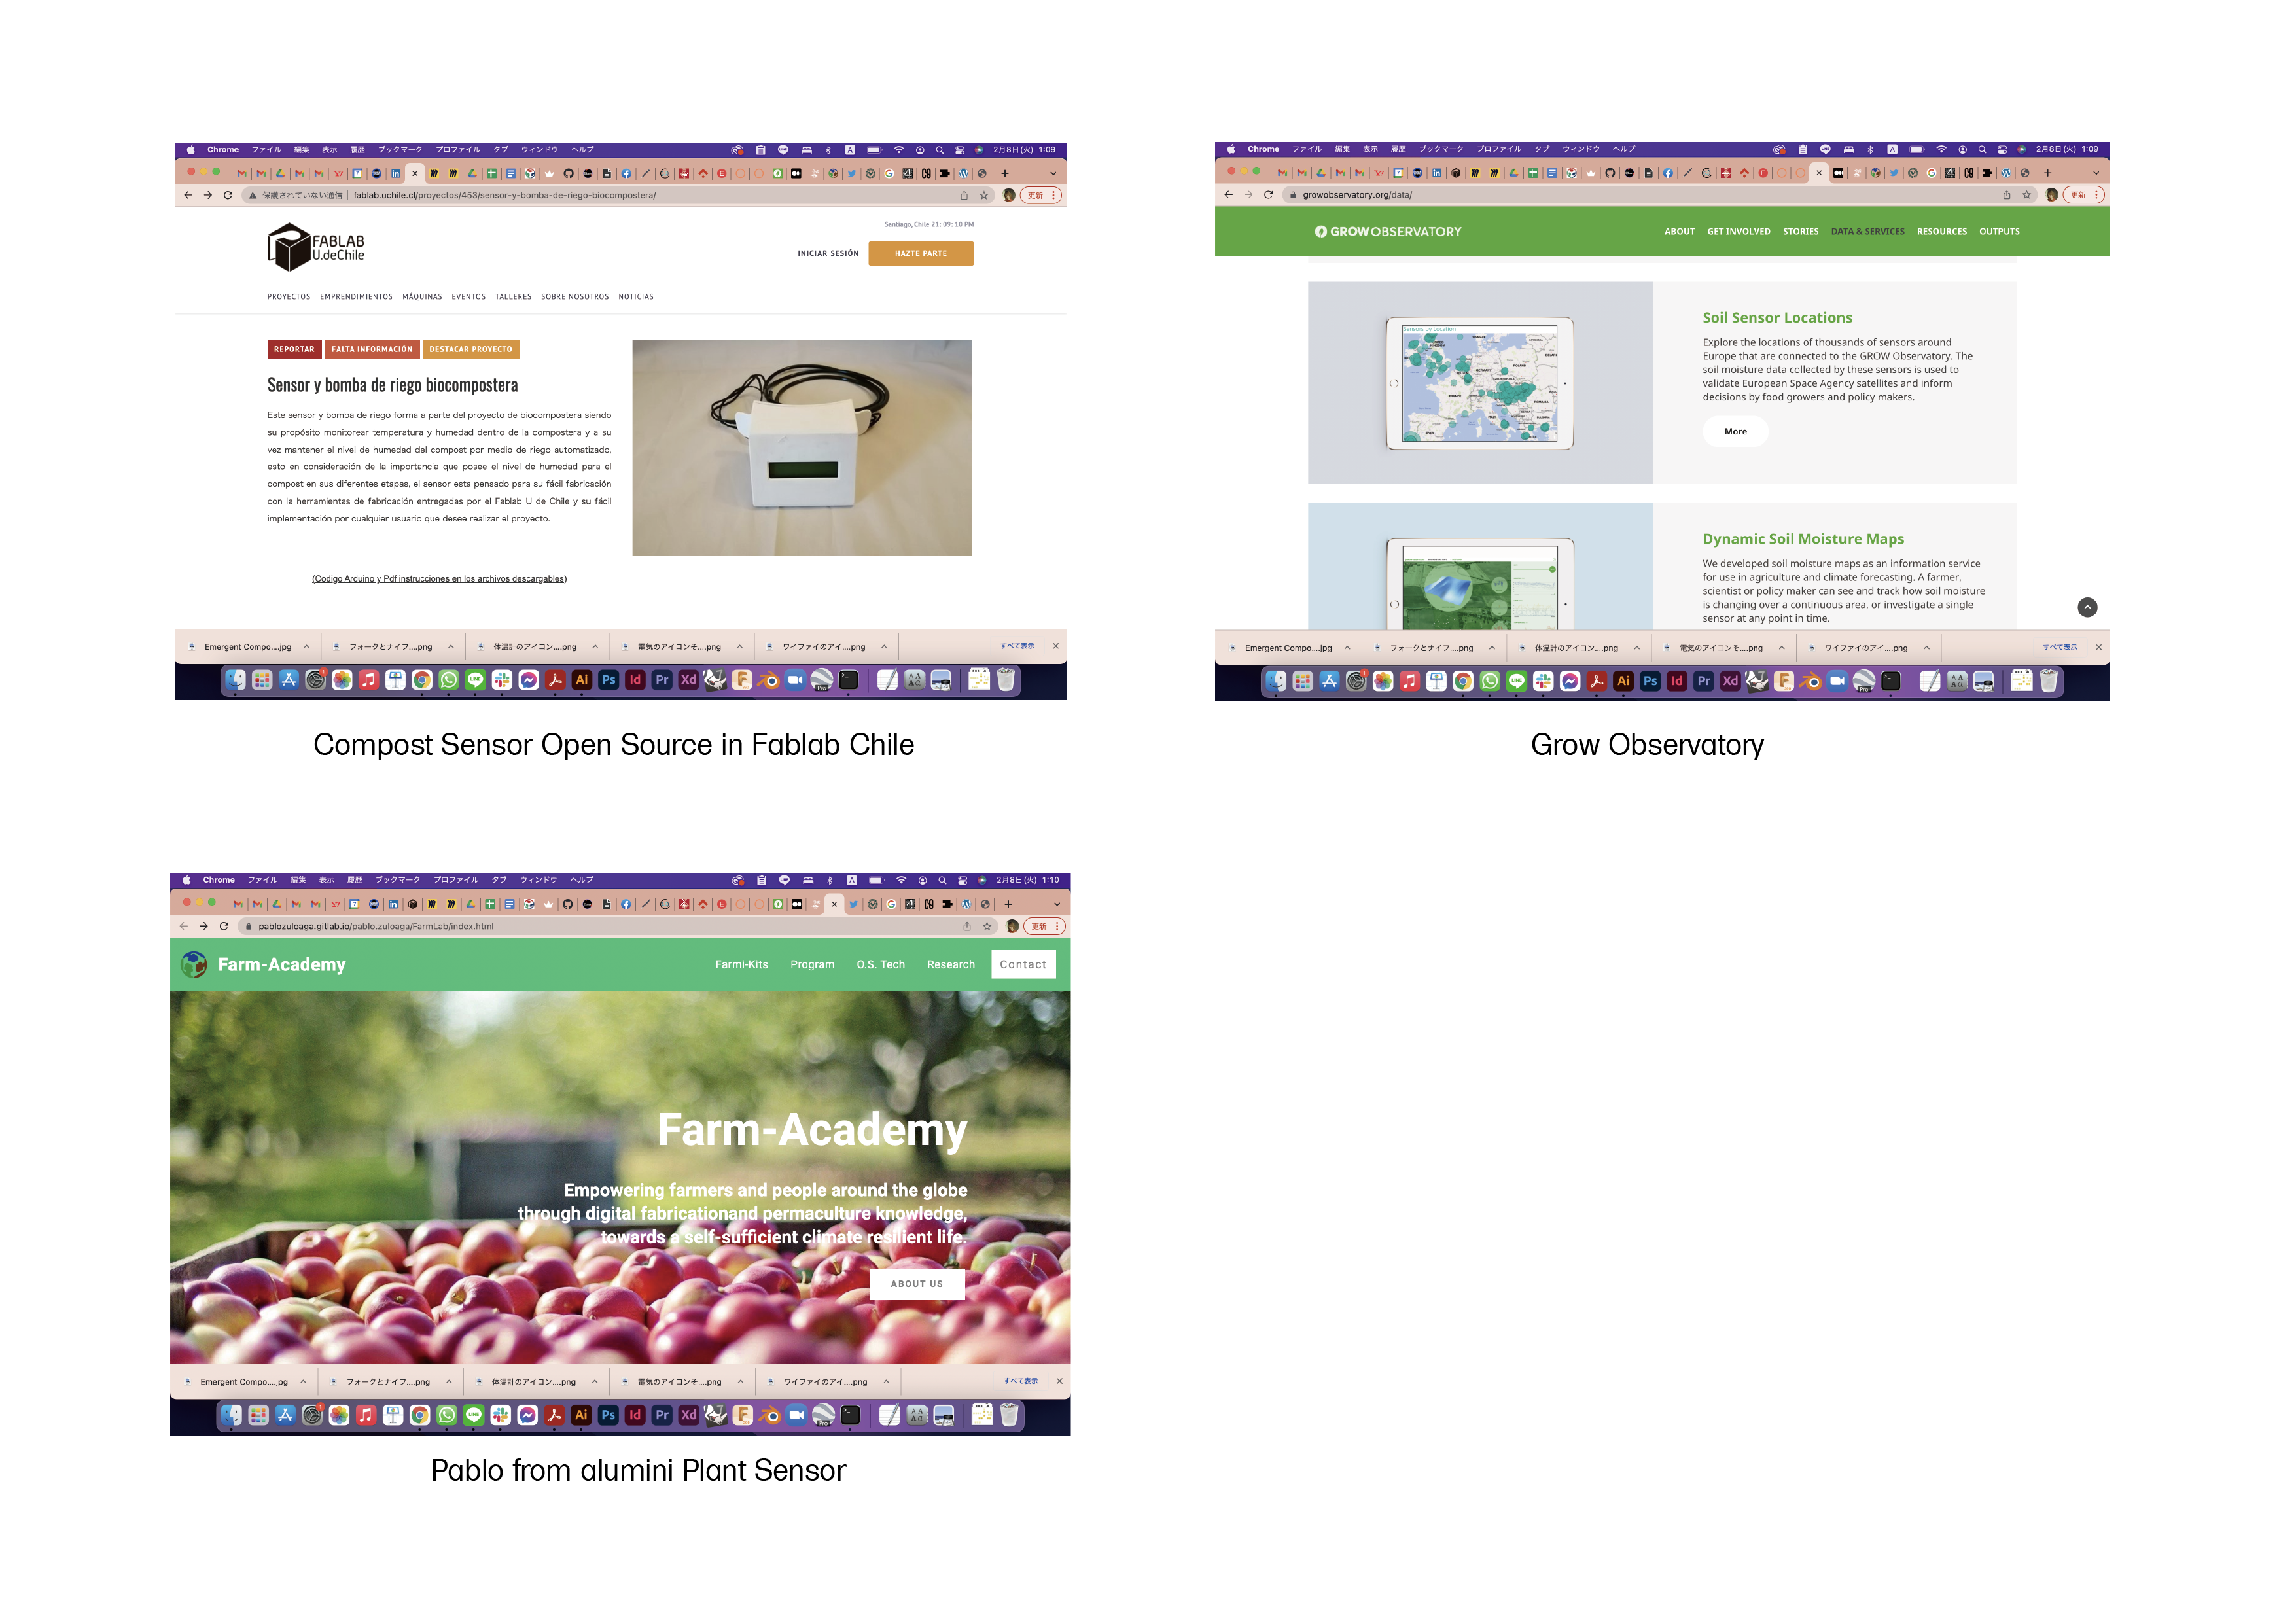 Chrome ファイル 編集 表示 履歴 ブックマーク プロファイル タブ ウィンドウ ヘルプ 2月8日(火) 1:09
保護されていない通信 | fablab.uchile.cl/proyectos/453/sensor-y-bomba-de-riego-biocompostera/ 更新
FABLAB
U.deChile
Santiago, Chile 21: 09: 10 PM
INICIAR SESIÓN HAZTE PARTE
PROYECTOS EMPRENDIMIENTOS MÁQUINAS EVENTOS TALLERES SOBRE NOSOTROS NOTICIAS
REPORTAR FALTA INFORMACIÓN DESTACAR PROYECTO
Sensor y bomba de riego biocompostera
Este sensor y bomba de riego forma a parte del proyecto de biocompostera siendo
su propósito monitorear temperatura y humedad dentro de la compostera y a su
vez mantener el nivel de humedad del compost por medio de riego automatizado,
esto en consideración de la importancia que posee el nivel de humedad para el
compost en sus diferentes etapas, el sensor esta pensado para su fácil fabricación
con la herramientas de fabricación entregadas por el Fablab U de Chile y su fácil
implementación por cualquier usuario que desee realizar el proyecto.
(Codigo Arduino y Pdf instrucciones en los archivos descargables)
Emergent Compo....jpg フォークとナイフ....png 体温計のアイコン....png 電気のアイコンそ....png ワイファイのアイ....png すべて表示
Ai Ps Id Pr Xd
Compost Sensor Open Source in Fablab Chile
Chrome ファイル 編集 表示 履歴 ブックマーク プロファイル タブ ウィンドウ ヘルプ 2月8日(火) 1:09
growobservatory.org/data/ 更新
GROWOBSERVATORY ABOUT GET INVOLVED STORIES DATA & SERVICES RESOURCES OUTPUTS
Sensors by Location
Soil Sensor Locations
Explore the locations of thousands of sensors around
Europe that are connected to the GROW Observatory. The
soil moisture data collected by these sensors is used to
validate European Space Agency satellites and inform
decisions by food growers and policy makers.
More
Dynamic Soil Moisture Maps
We developed soil moisture maps as an information service
for use in agriculture and climate forecasting. A farmer,
scientist or policy maker can see and track how soil moisture
is changing over a continuous area, or investigate a single
sensor at any point in time.
Emergent Compo....jpg フォークとナイフ....png 体温計のアイコン....png 電気のアイコンそ....png ワイファイのアイ....png すべて表示
Ai Ps Id Pr Xd
Grow Observatory
Chrome ファイル 編集 表示 履歴 ブックマーク プロファイル タブ ウィンドウ ヘルプ 2月8日(火) 1:10
pablozuloaga.gitlab.io/pablo.zuloaga/FarmLab/index.html 更新
Farm-Academy Farmi-Kits Program O.S. Tech Research Contact
Farm-Academy
Empowering farmers and people around the globe
through digital fabricationand permaculture knowledge,
towards a self-sufficient climate resilient life.
ABOUT US
Emergent Compo....jpg フォークとナイフ....png 体温計のアイコン....png 電気のアイコンそ....png ワイファイのアイ....png すべて表示
Ai Ps Id Pr Xd
Pablo from alumini Plant Sensor